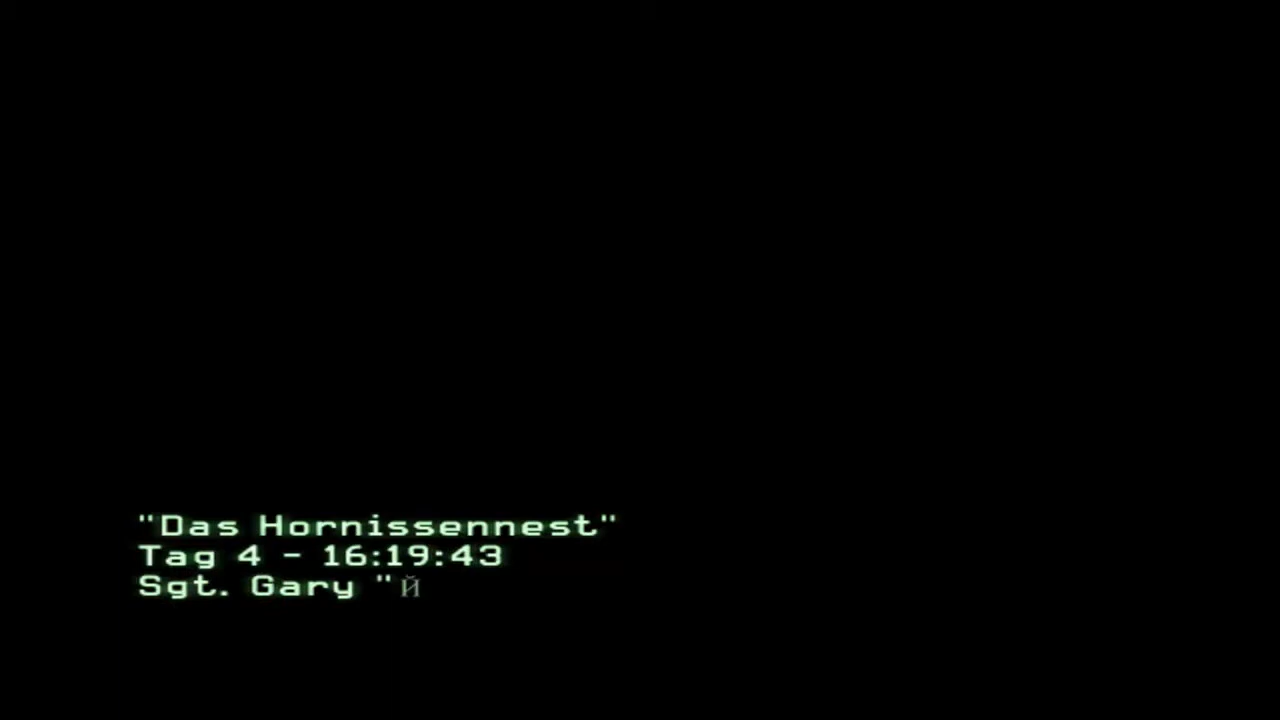 "Das Hornissennest"
Tag 4 - 16:19:43
Sgt. Gary "Й